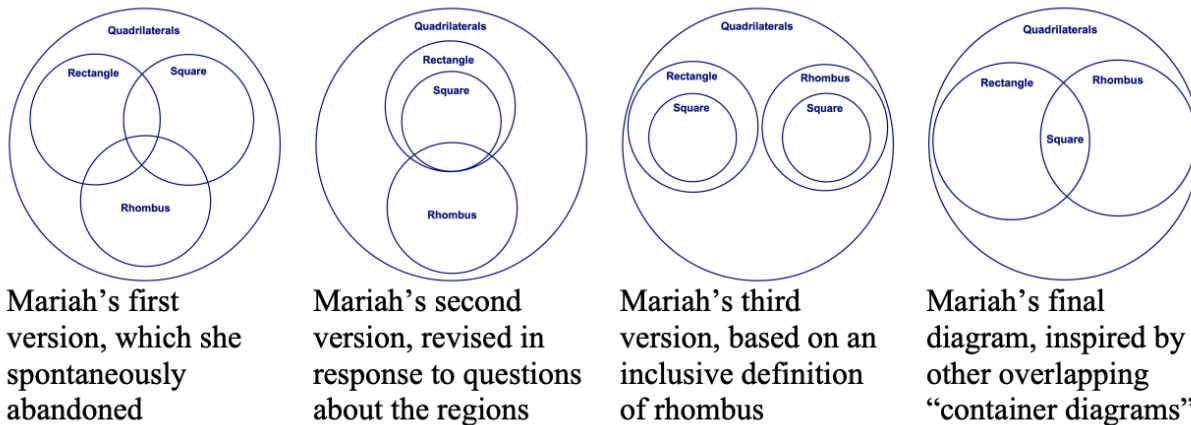 Quadrilaterals
Rectangle
Square
Rhombus
Quadrilaterals
Rectangle
Square
Rhombus
Quadrilaterals
Rectangle
Rhombus
Square
Square
Quadrilaterals
Rectangle
Rhombus
Square
Mariah’s first
version, which she
spontaneously
abandoned
Mariah’s second
version, revised in
response to questions
about the regions
Mariah’s third
version, based on an
inclusive definition
of rhombus
Mariah’s final
diagram, inspired by
other overlapping
“container diagrams”